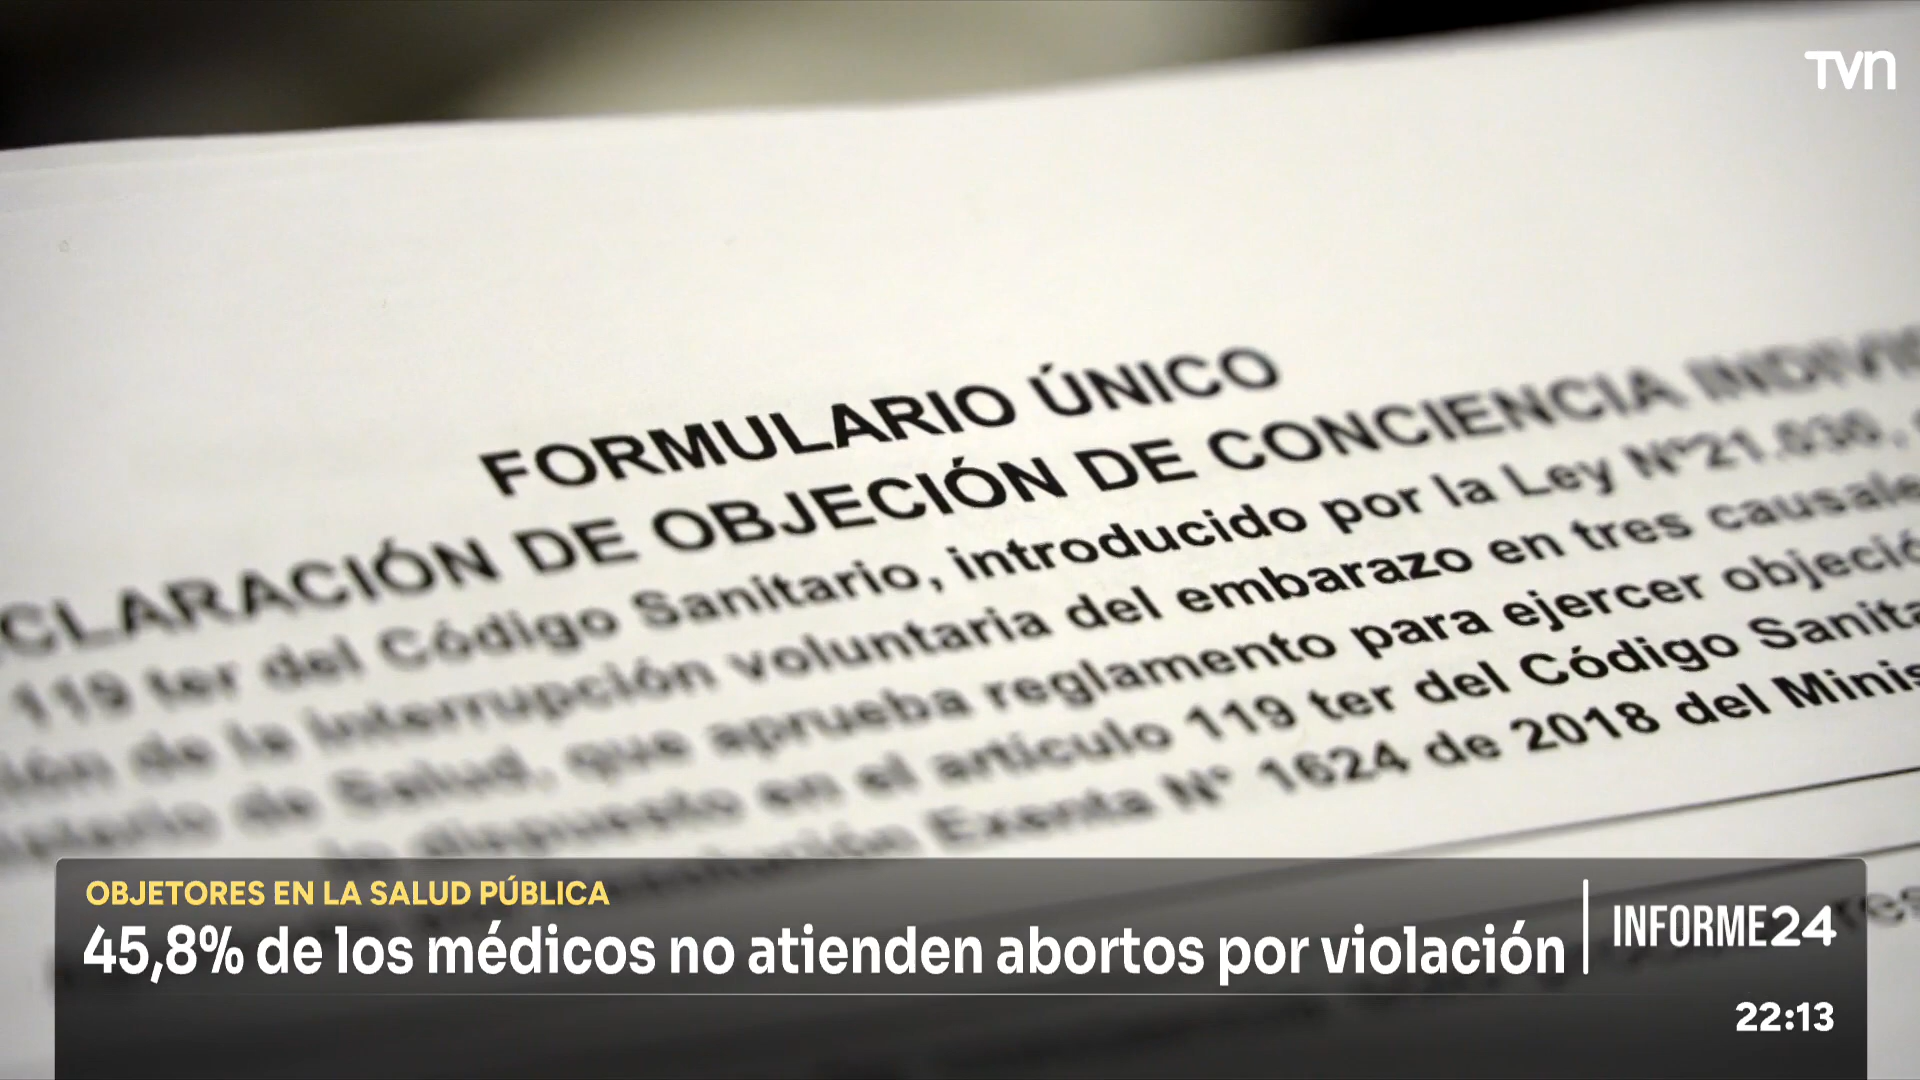 TVN
FORMULARIO ÚNICO
CLARACIÓN DE OBJECIÓN DE CONCIENCIA INDIVI
119 ter del Código Sanitario, introducido por la Ley N°21.030,
ión de la interrupción voluntaria del embarazo en tres causale
de Salud, que aprueba reglamento para ejercer objeció
dispuesto en el artículo 119 ter del Código Sanita
Exenta N° 1624 de 2018 del Minis
OBJETORES EN LA SALUD PÚBLICA
45,8% de los médicos no atienden abortos por violación
INFORME24
22:13